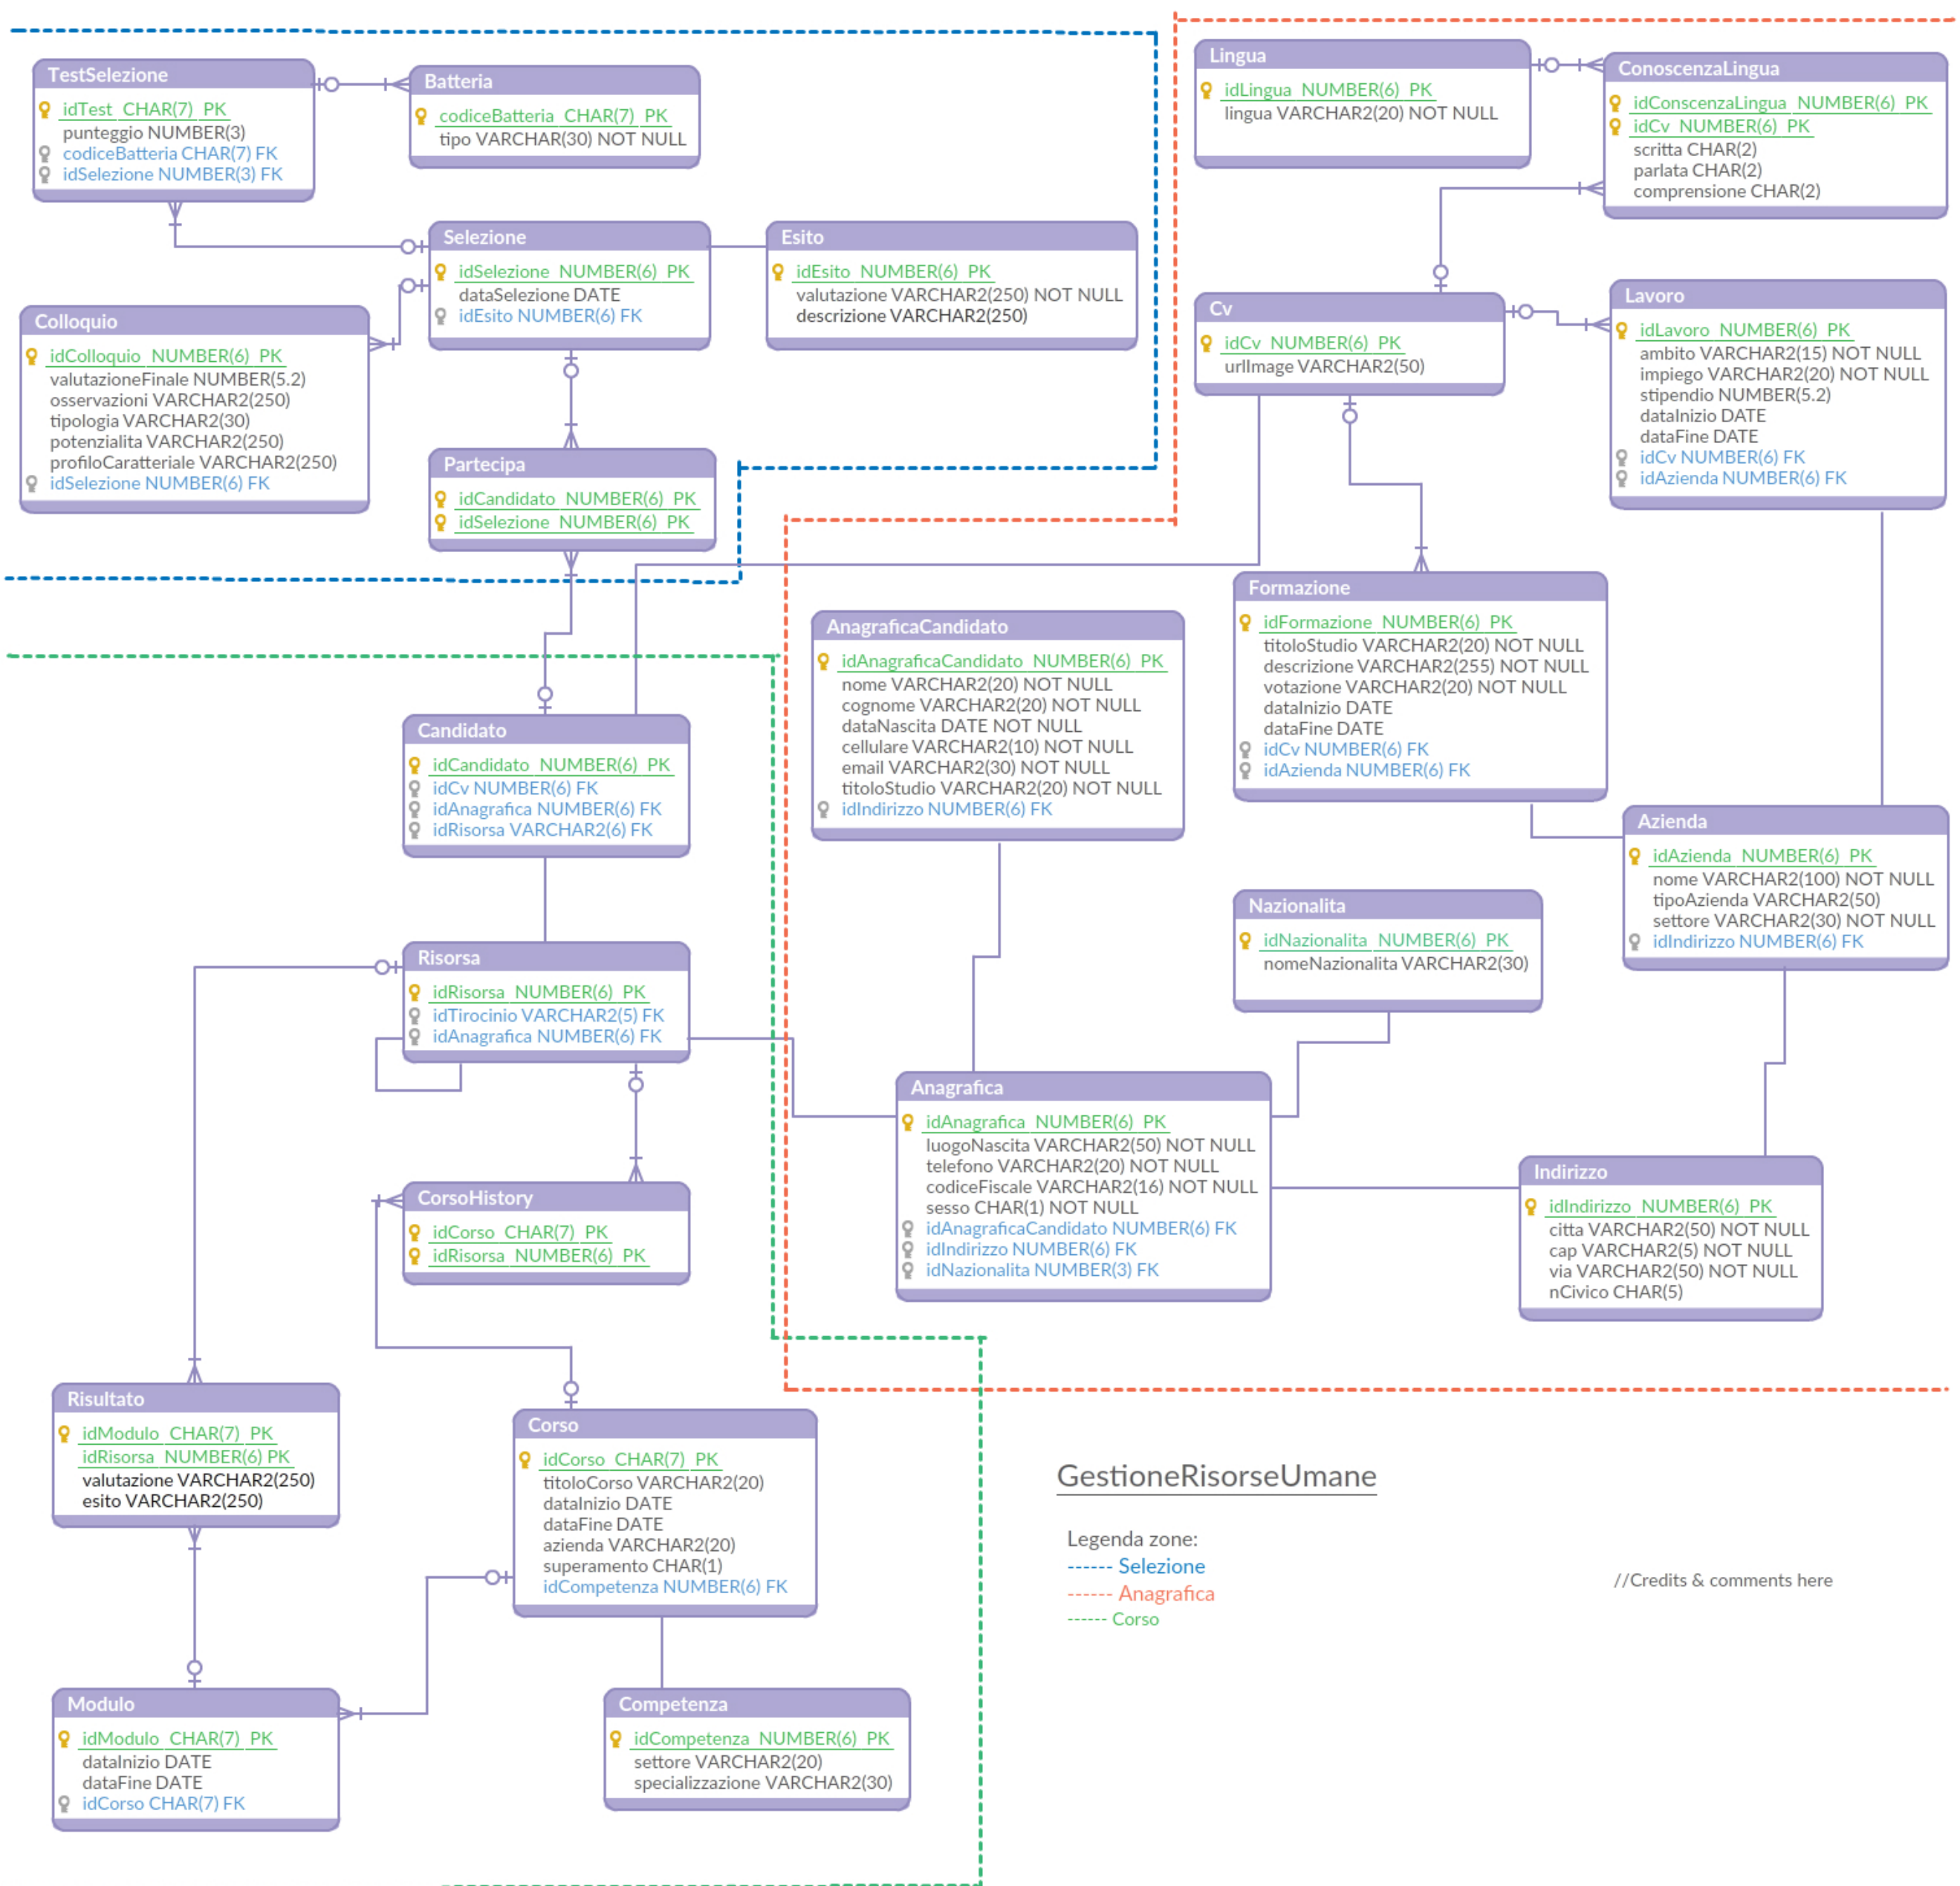 TestSelezione
idTest CHAR(7) PK
punteggio NUMBER(3)
codiceBatteria CHAR(7) FK
idSelezione NUMBER(3) FK
Batteria
codiceBatteria CHAR(7) PK
tipo VARCHAR(30) NOT NULL
Selezione
idSelezione NUMBER(6) PK
dataSelezione DATE
idEsito NUMBER(6) FK
Esito
idEsito NUMBER(6) PK
valutazione VARCHAR2(250) NOT NULL
descrizione VARCHAR2(250)
Colloquio
idColloquio NUMBER(6) PK
valutazioneFinale NUMBER(5.2)
osservazioni VARCHAR2(250)
tipologia VARCHAR2(30)
potenzialita VARCHAR2(250)
profiloCaratteriale VARCHAR2(250)
idSelezione NUMBER(6) FK
Partecipa
idCandidato NUMBER(6) PK
idSelezione NUMBER(6) PK
Lingua
idLingua NUMBER(6) PK
lingua VARCHAR2(20) NOT NULL
ConoscenzaLingua
idConscenzaLingua NUMBER(6) PK
idCv NUMBER(6) PK
scritta CHAR(2)
parlata CHAR(2)
comprensione CHAR(2)
Cv
idCv NUMBER(6) PK
urlImage VARCHAR2(50)
Lavoro
idLavoro NUMBER(6) PK
ambito VARCHAR2(15) NOT NULL
impiego VARCHAR2(20) NOT NULL
stipendio NUMBER(5.2)
dataInizio DATE
dataFine DATE
idCv NUMBER(6) FK
idAzienda NUMBER(6) FK
Formazione
idFormazione NUMBER(6) PK
titoloStudio VARCHAR2(20) NOT NULL
descrizione VARCHAR2(255) NOT NULL
votazione VARCHAR2(20) NOT NULL
dataInizio DATE
dataFine DATE
idCv NUMBER(6) FK
idAzienda NUMBER(6) FK
AnagraficaCandidato
idAnagraficaCandidato NUMBER(6) PK
nome VARCHAR2(20) NOT NULL
cognome VARCHAR2(20) NOT NULL
dataNascita DATE NOT NULL
cellulare VARCHAR2(10) NOT NULL
email VARCHAR2(30) NOT NULL
titoloStudio VARCHAR2(20) NOT NULL
idIndirizzo NUMBER(6) FK
Candidato
idCandidato NUMBER(6) PK
idCv NUMBER(6) FK
idAnagrafica NUMBER(6) FK
idRisorsa VARCHAR2(6) FK
Azienda
idAzienda NUMBER(6) PK
nome VARCHAR2(100) NOT NULL
tipoAzienda VARCHAR2(50)
settore VARCHAR2(30) NOT NULL
idIndirizzo NUMBER(6) FK
Nazionalita
idNazionalita NUMBER(6) PK
nomeNazionalita VARCHAR2(30)
Risorsa
idRisorsa NUMBER(6) PK
idTirocinio VARCHAR2(5) FK
idAnagrafica NUMBER(6) FK
Anagrafica
idAnagrafica NUMBER(6) PK
luogoNascita VARCHAR2(50) NOT NULL
telefono VARCHAR2(20) NOT NULL
codiceFiscale VARCHAR2(16) NOT NULL
sesso CHAR(1) NOT NULL
idAnagraficaCandidato NUMBER(6) FK
idIndirizzo NUMBER(6) FK
idNazionalita NUMBER(3) FK
Indirizzo
idIndirizzo NUMBER(6) PK
citta VARCHAR2(50) NOT NULL
cap VARCHAR2(5) NOT NULL
via VARCHAR2(50) NOT NULL
nCivico CHAR(5)
CorsoHistory
idCorso CHAR(7) PK
idRisorsa NUMBER(6) PK
Risultato
idModulo CHAR(7) PK
idRisorsa NUMBER(6) PK
valutazione VARCHAR2(250)
esito VARCHAR2(250)
Corso
idCorso CHAR(7) PK
titoloCorso VARCHAR2(20)
dataInizio DATE
dataFine DATE
azienda VARCHAR2(20)
superamento CHAR(1)
idCompetenza NUMBER(6) FK
Modulo
idModulo CHAR(7) PK
dataInizio DATE
dataFine DATE
idCorso CHAR(7) FK
Competenza
idCompetenza NUMBER(6) PK
settore VARCHAR2(20)
specializzazione VARCHAR2(30)
GestioneRisorseUmane
Legenda zone:
------ Selezione
------ Anagrafica
------ Corso
//Credits & comments here